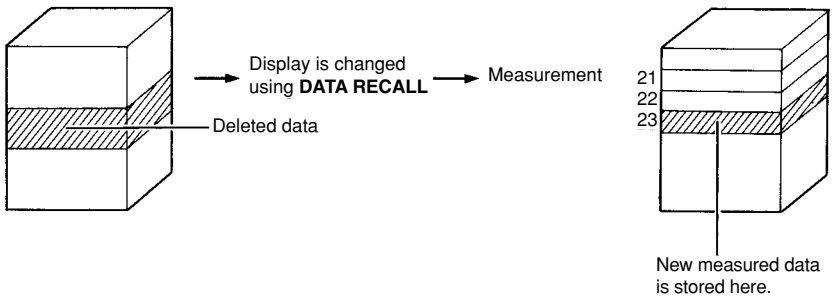 Display is changed
using DATA RECALL
Measurement
Deleted data
21
22
23
New measured data
is stored here.